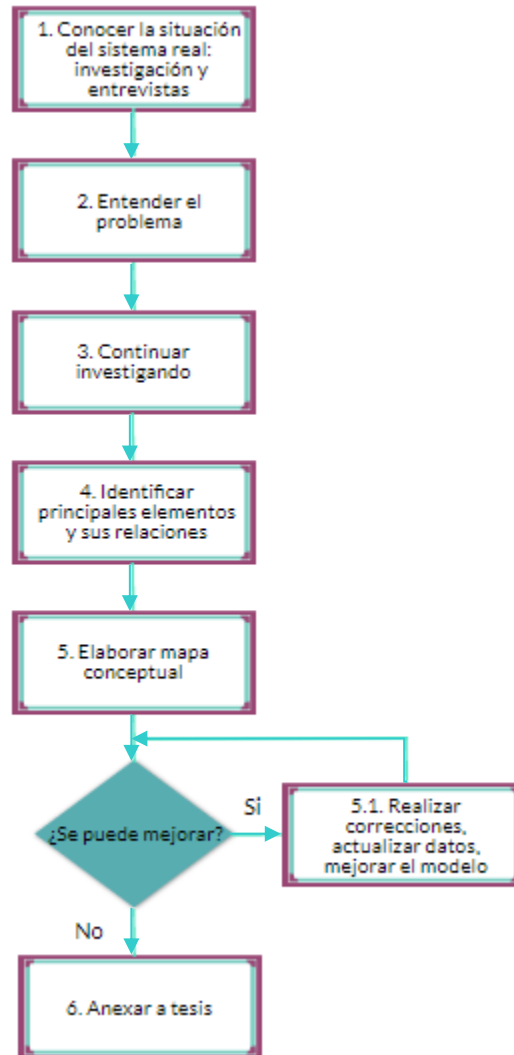 1. Conocer la situación
del sistema real:
investigación y
entrevistas
2. Entender el
problema
3. Continuar
investigando
4. Identificar
principales elementos
y sus relaciones
5. Elaborar mapa
conceptual
¿Se puede mejorar?
Si
5.1. Realizar
correcciones,
actualizar datos,
mejorar el modelo
No
6. Anexar a tesis